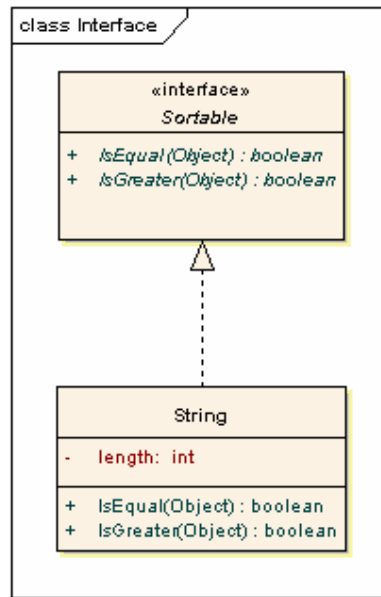 class Interface
«interface»
Sortable
+ IsEqual(Object) : boolean
+ IsGreater(Object) : boolean
String
- length: int
+ IsEqual(Object) : boolean
+ IsGreater(Object) : boolean